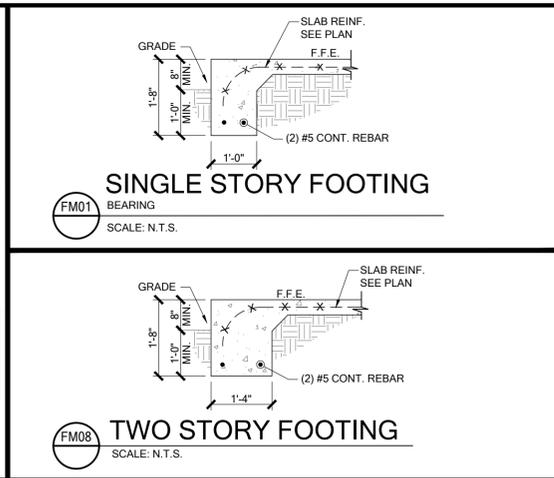 SLAB REINF.
SEE PLAN
GRADE
F.F.E.
8"
MIN.
1'-8"
1'-0"
MIN.
(2) #5 CONT. REBAR
1'-0"
SINGLE STORY FOOTING
FM01
BEARING
SCALE: N.T.S.
SLAB REINF.
SEE PLAN
GRADE
F.F.E.
8"
MIN.
1'-8"
1'-0"
MIN.
(2) #5 CONT. REBAR
1'-4"
TWO STORY FOOTING
FM08
SCALE: N.T.S.